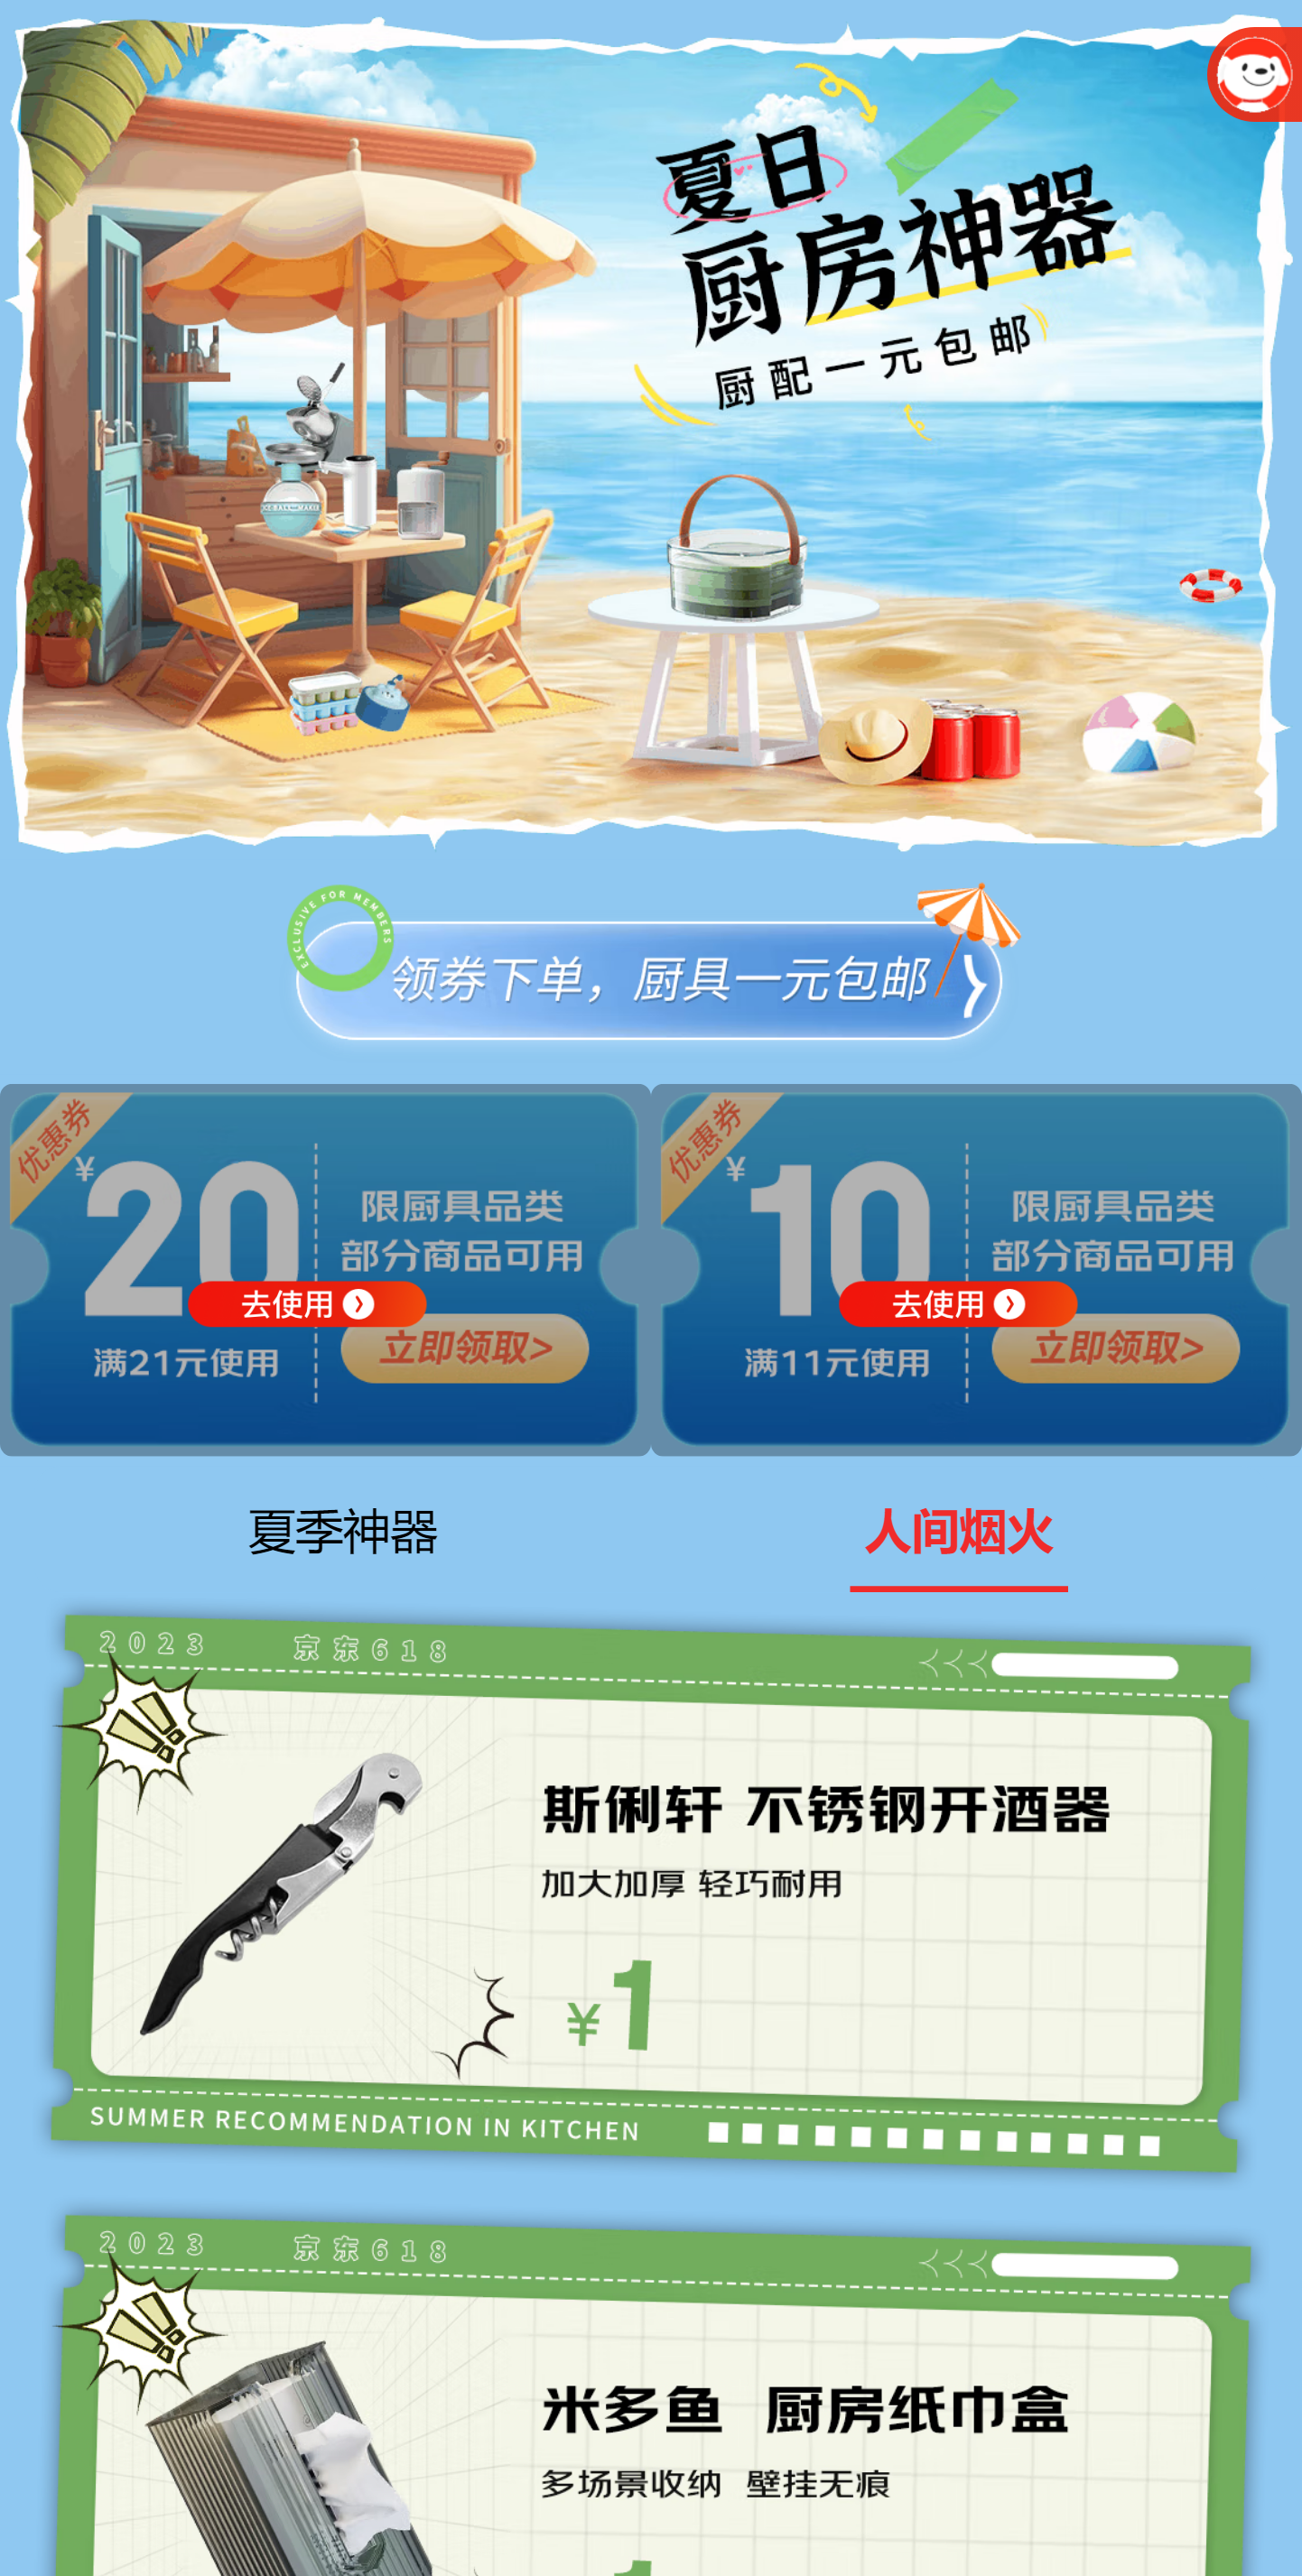 夏日
厨房神器
厨配一元包邮
ICE BALL MAKER
EXCLUSIVE FOR MEMBERS
领券下单，厨具一元包邮
优惠券
¥20
限厨具品类
部分商品可用
去使用
立即领取>
满21元使用
优惠券
¥10
限厨具品类
部分商品可用
去使用
立即领取>
满11元使用
夏季神器
人间烟火
2023 京东618
斯俐轩 不锈钢开酒器
加大加厚 轻巧耐用
¥1
SUMMER RECOMMENDATION IN KITCHEN
2023 京东618
米多鱼 厨房纸巾盒
多场景收纳 壁挂无痕